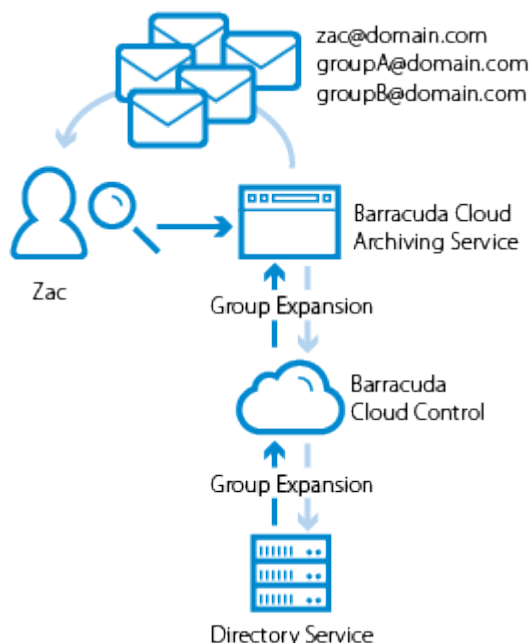 zac@domain.com
groupA@domain.com
groupB@domain.com
Zac
Barracuda Cloud
Archiving Service
Group Expansion
Barracuda
Cloud Control
Group Expansion
Directory Service